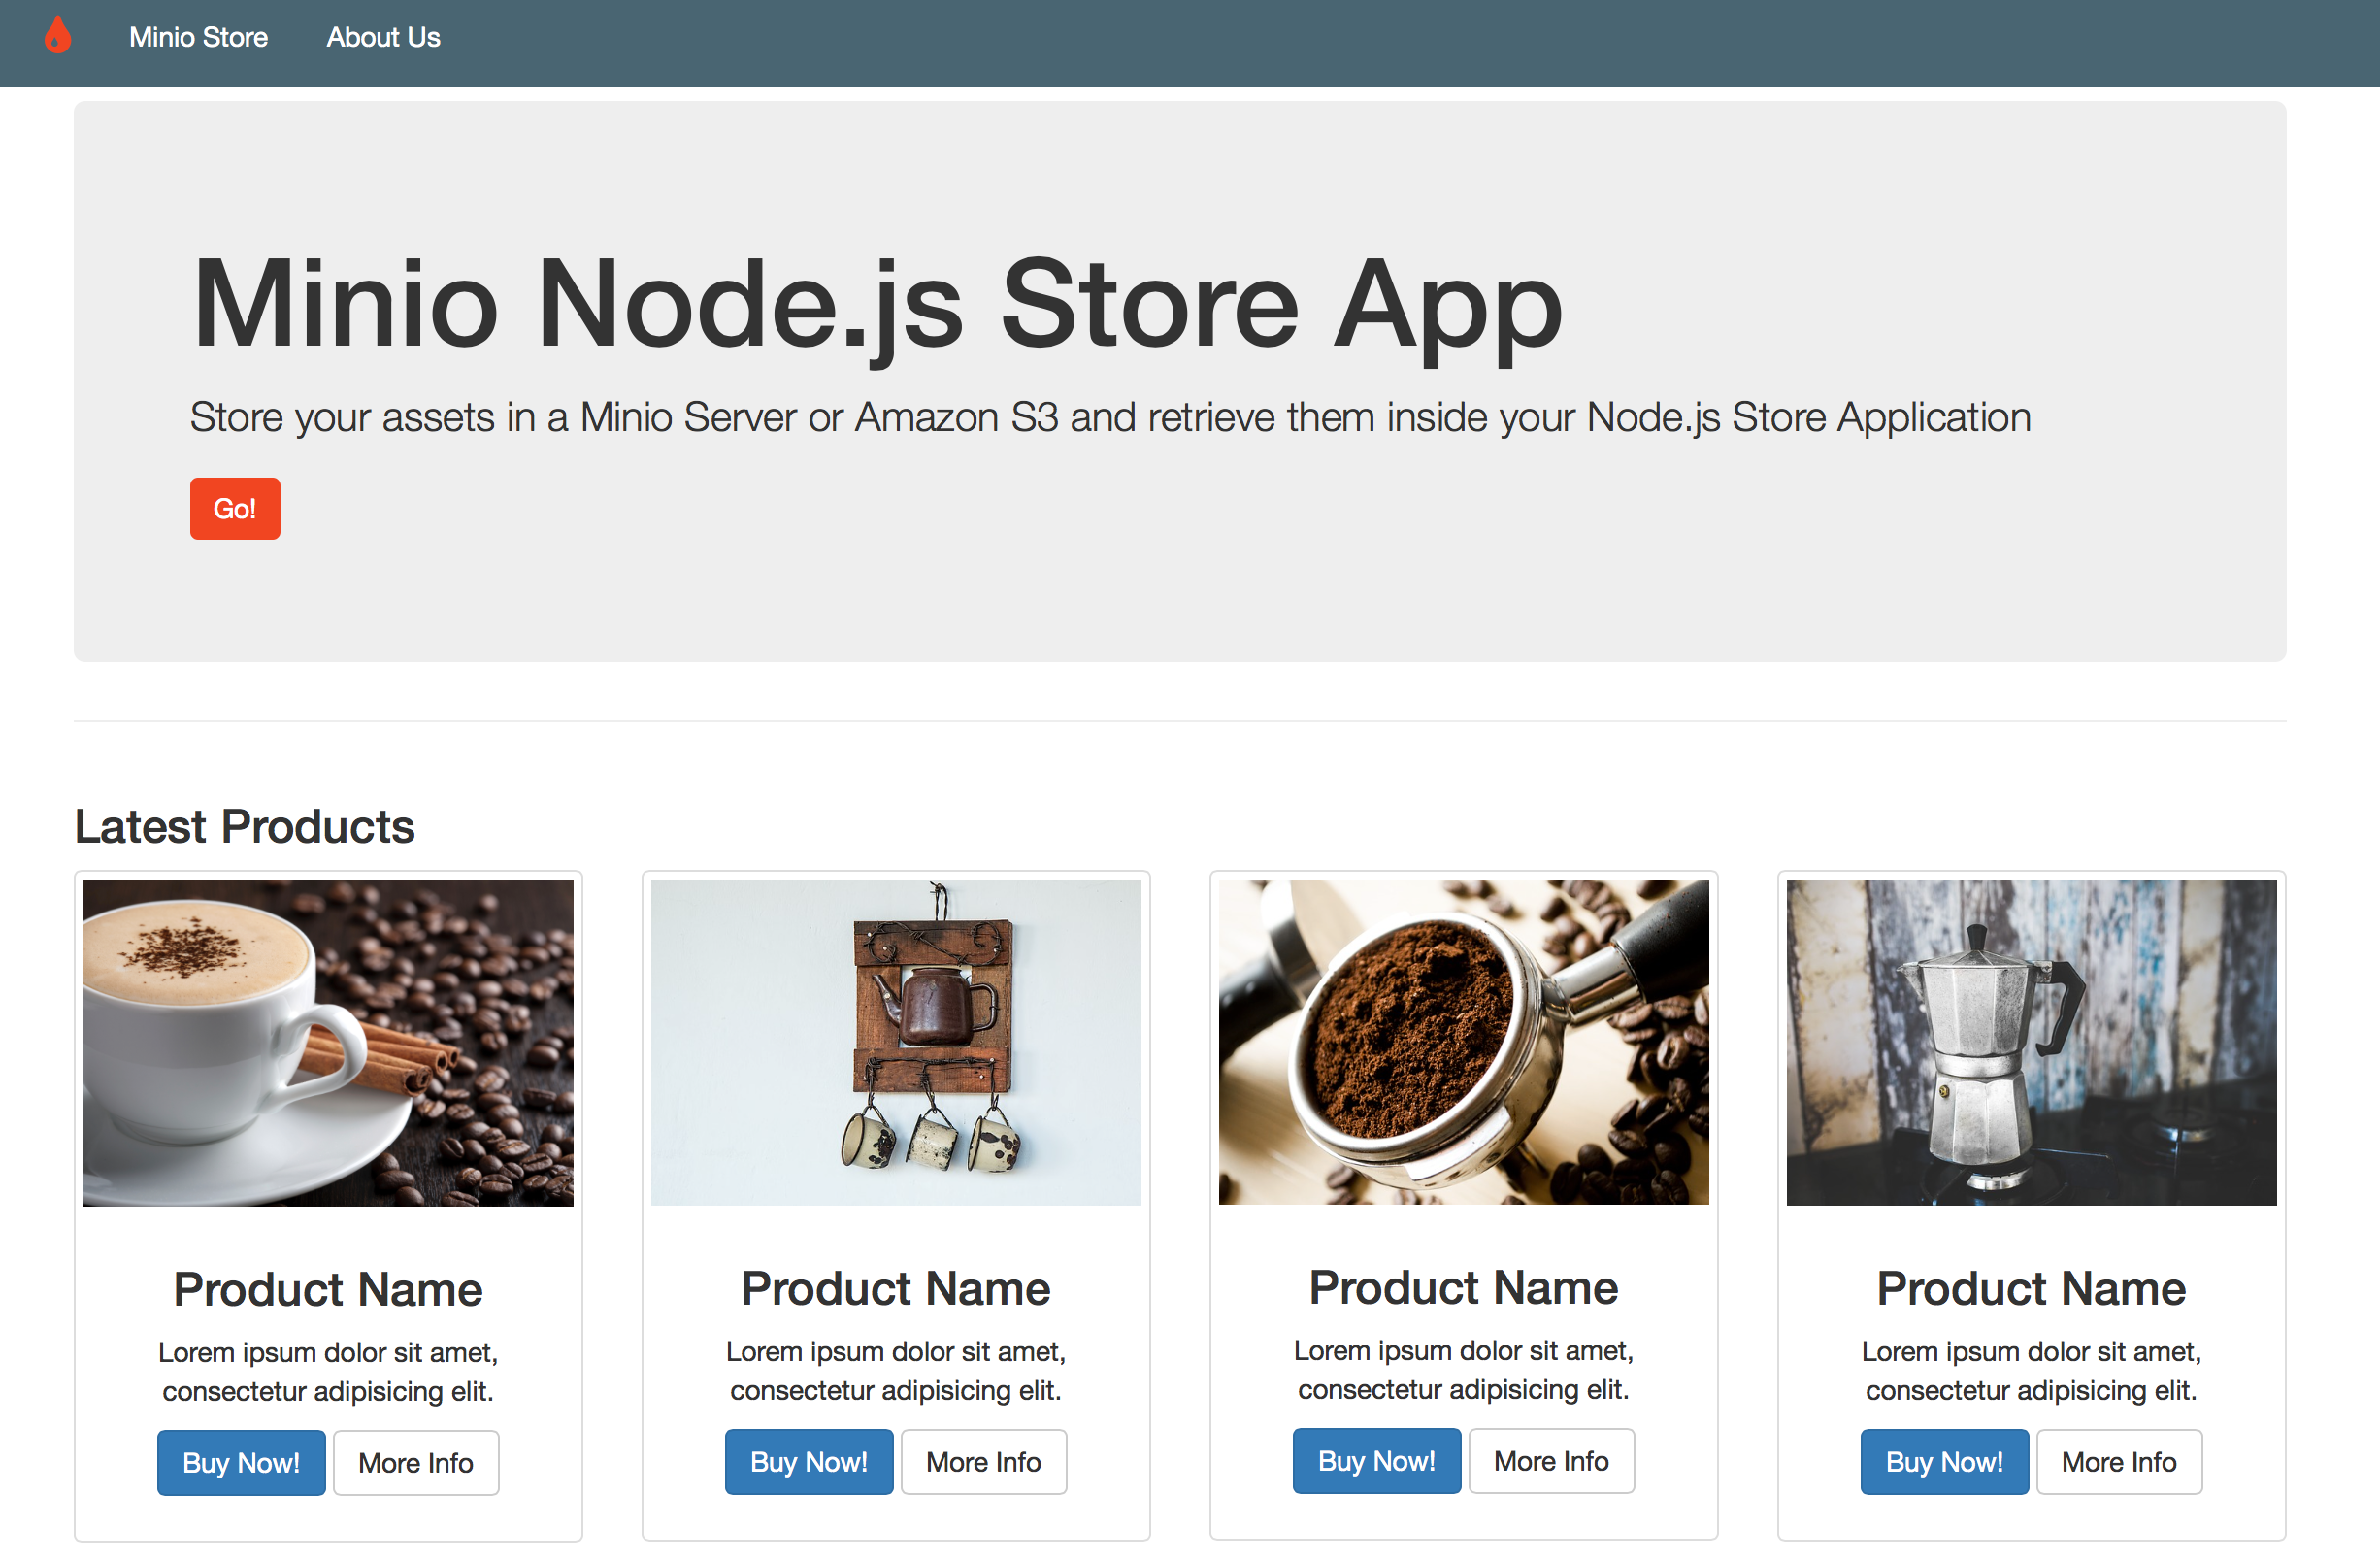 Minio Store About Us
Minio Node.js Store App
Store your assets in a Minio Server or Amazon S3 and retrieve them inside your Node.js Store Application
Go!
Latest Products
Product Name
Lorem ipsum dolor sit amet,
consectetur adipisicing elit.
Buy Now! More Info
Product Name
Lorem ipsum dolor sit amet,
consectetur adipisicing elit.
Buy Now! More Info
Product Name
Lorem ipsum dolor sit amet,
consectetur adipisicing elit.
Buy Now! More Info
Product Name
Lorem ipsum dolor sit amet,
consectetur adipisicing elit.
Buy Now! More Info